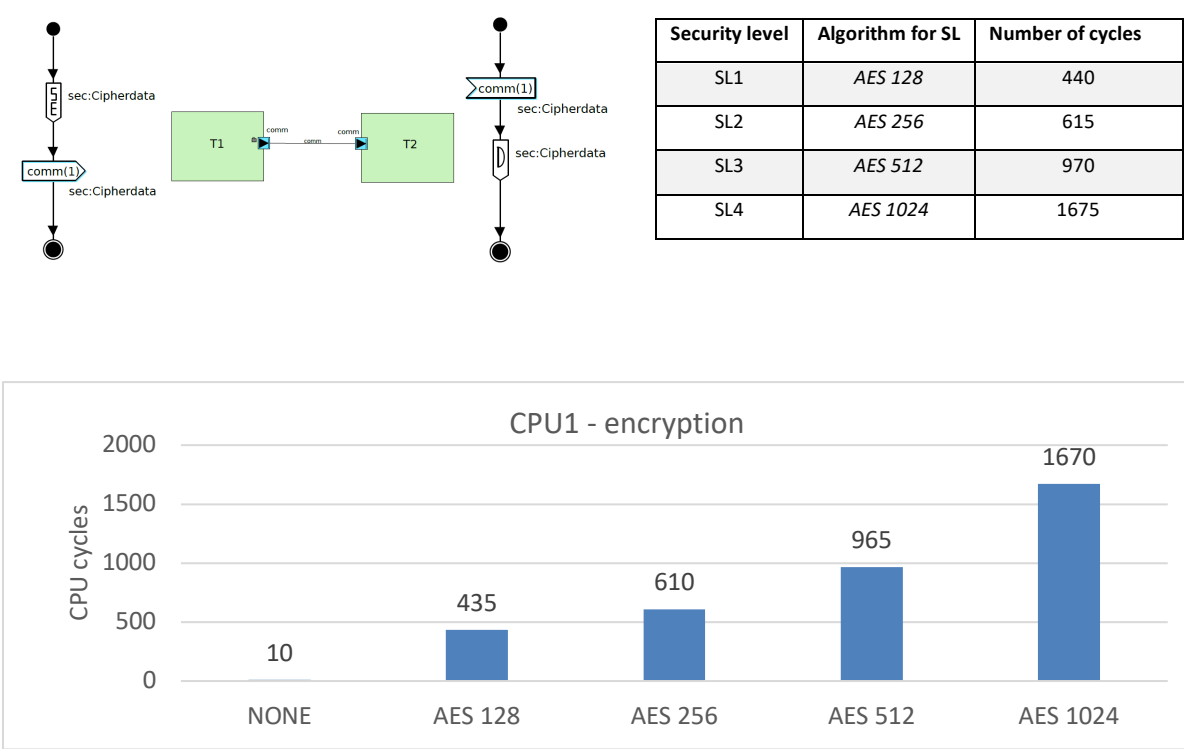 sec:Cipherdata
comm(1)
sec:Cipherdata
T1
comm
comm
comm
T2
comm(1)
sec:Cipherdata
sec:Cipherdata
Security level Algorithm for SL Number of cycles
SL1 AES 128 440
SL2 AES 256 615
SL3 AES 512 970
SL4 AES 1024 1675
CPU1 - encryption
CPU cycles
2000
1500
1000
500
0
10
435
610
965
1670
NONE AES 128 AES 256 AES 512 AES 1024